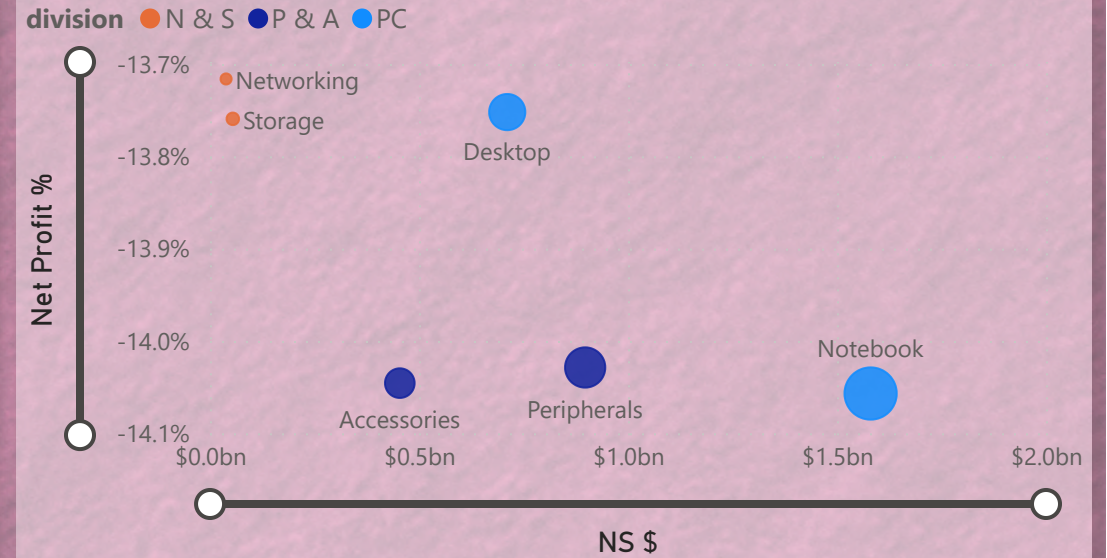 division N & S P & A PC
-13.7%
Networking
Storage
Desktop
-13.8%
Net Profit %
-13.9%
-14.0%
Notebook
Accessories
Peripherals
-14.1%
$0.0bn $0.5bn $1.0bn $1.5bn $2.0bn
NS $